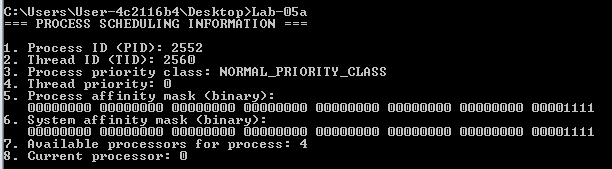 C:\Users\User-4c2116b4\Desktop>Lab-05a
=== PROCESS SCHEDULING INFORMATION ===
1. Process ID (PID): 2552
2. Thread ID (TID): 2560
3. Process priority class: NORMAL_PRIORITY_CLASS
4. Thread priority: 0
5. Process affinity mask (binary):
00000000 00000000 00000000 00000000 00000000 00000000 00000000 00001111
6. System affinity mask (binary):
00000000 00000000 00000000 00000000 00000000 00000000 00000000 00001111
7. Available processors for process: 4
8. Current processor: 0